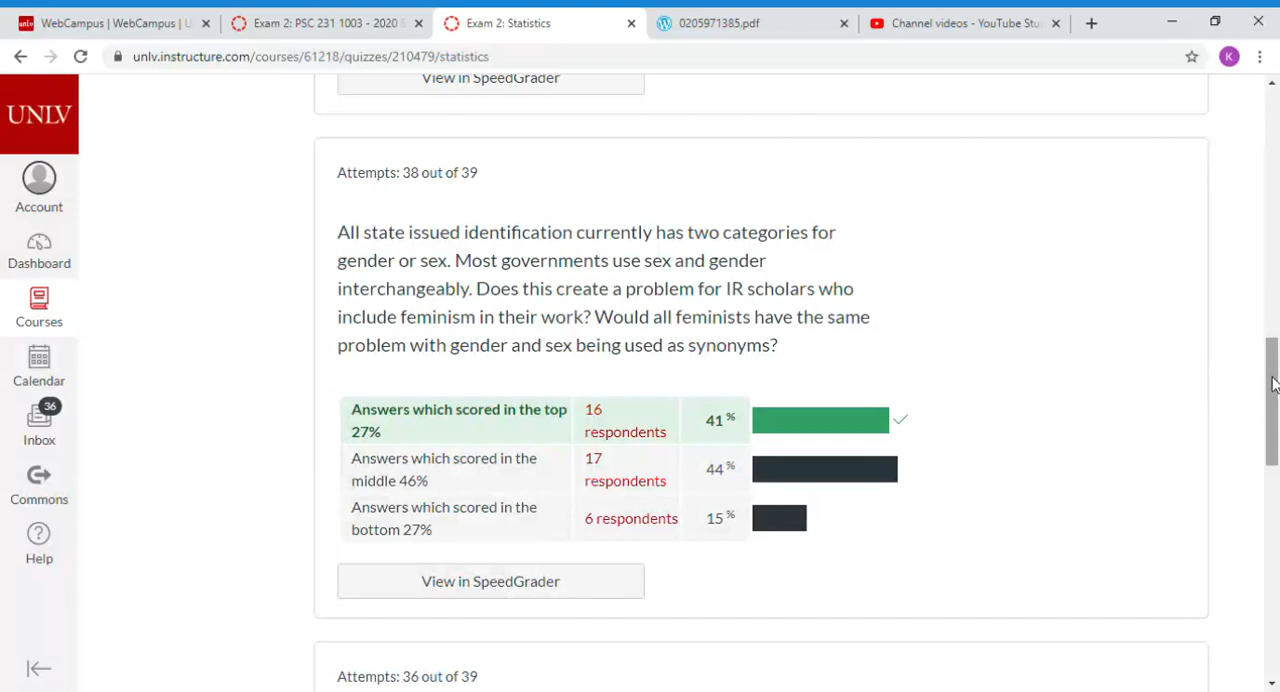 WebCampus | WebCampus | U
Exam 2: PSC 231 1003 - 2020 S
Exam 2: Statistics
0205971385.pdf
Channel videos - YouTube Stu
unlv.instructure.com/courses/61218/quizzes/210479/statistics
K
UNLV
Account
Dashboard
Courses
Calendar
36
Inbox
Commons
Help
View in SpeedGrader
Attempts: 38 out of 39
All state issued identification currently has two categories for
gender or sex. Most governments use sex and gender
interchangeably. Does this create a problem for IR scholars who
include feminism in their work? Would all feminists have the same
problem with gender and sex being used as synonyms?
Answers which scored in the top
27%
16
respondents
41 %
Answers which scored in the
middle 46%
17
respondents
44 %
Answers which scored in the
bottom 27%
6 respondents
15 %
View in SpeedGrader
Attempts: 36 out of 39